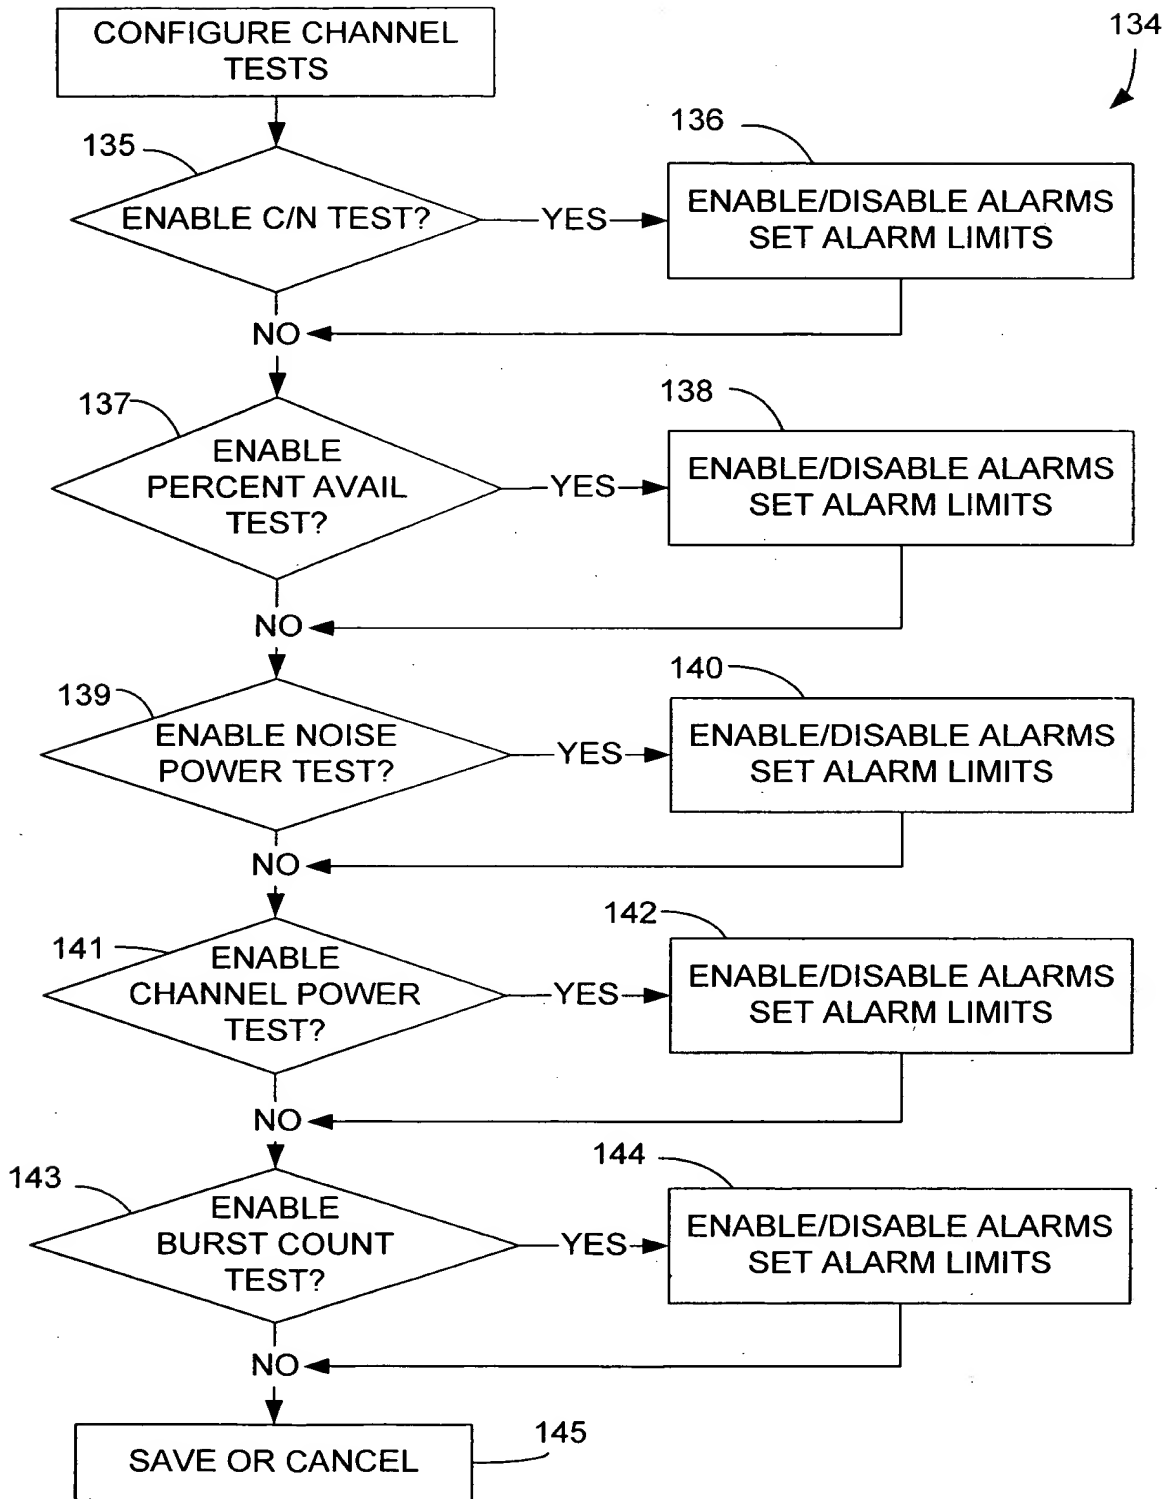 CONFIGURE CHANNEL
TESTS
134
135
ENABLE C/N TEST?
YES
136
ENABLE/DISABLE ALARMS
SET ALARM LIMITS
NO
137
ENABLE
PERCENT AVAIL
TEST?
YES
138
ENABLE/DISABLE ALARMS
SET ALARM LIMITS
NO
139
ENABLE NOISE
POWER TEST?
YES
140
ENABLE/DISABLE ALARMS
SET ALARM LIMITS
NO
141
ENABLE
CHANNEL POWER
TEST?
YES
142
ENABLE/DISABLE ALARMS
SET ALARM LIMITS
NO
143
ENABLE
BURST COUNT
TEST?
YES
144
ENABLE/DISABLE ALARMS
SET ALARM LIMITS
NO
SAVE OR CANCEL
145